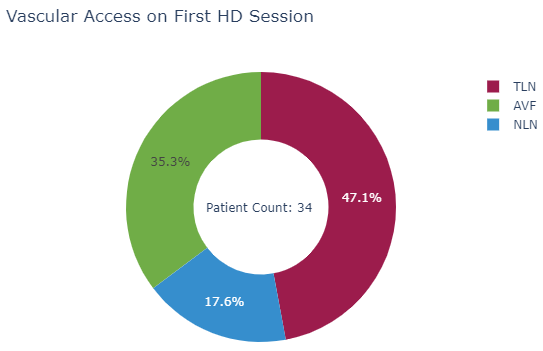 Vascular Access on First HD Session
TLN
AVF
NLN
35.3%
47.1%
Patient Count: 34
17.6%